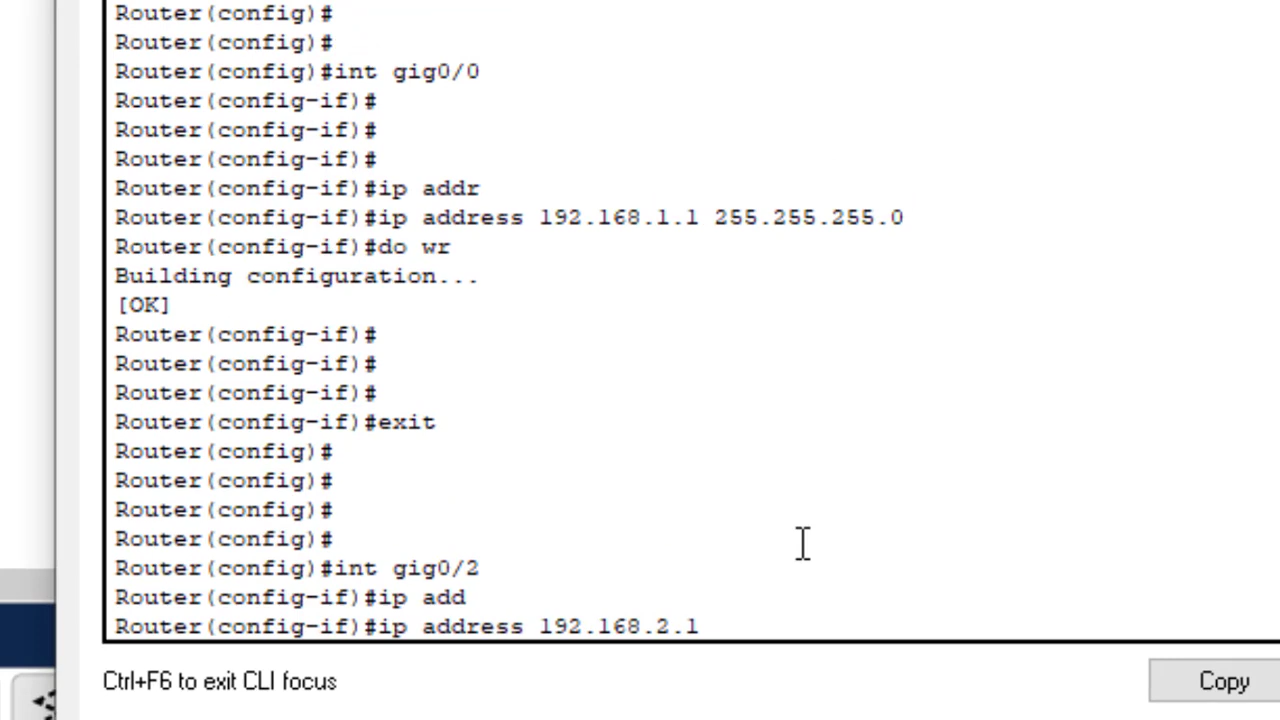 Router(config)#
Router(config)#
Router(config)#int gig0/0
Router(config-if)#
Router(config-if)#
Router(config-if)#
Router(config-if)#ip addr
Router(config-if)#ip address 192.168.1.1 255.255.255.0
Router(config-if)#do wr
Building configuration...
[OK]
Router(config-if)#
Router(config-if)#
Router(config-if)#
Router(config-if)#exit
Router(config)#
Router(config)#
Router(config)#
Router(config)#
Router(config)#int gig0/2
Router(config-if)#ip add
Router(config-if)#ip address 192.168.2.1
Ctrl+F6 to exit CLI focus
Copy